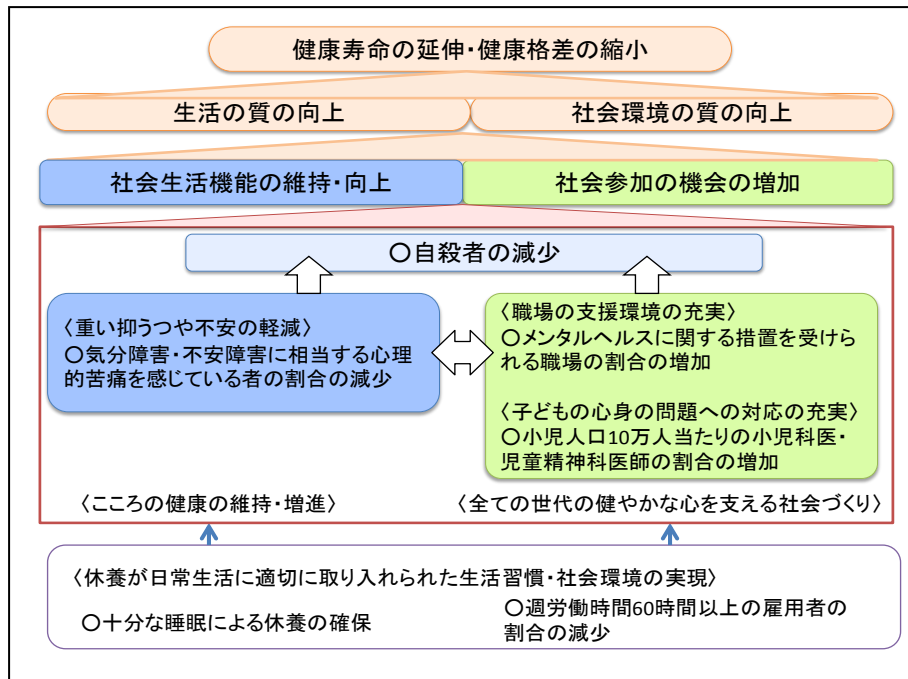 健康寿命の延伸・健康格差の縮小
生活の質の向上
社会環境の質の向上
社会生活機能の維持・向上
社会参加の機会の増加
○自殺者の減少
〈重い抑うつや不安の軽減〉
○気分障害・不安障害に相当する心理
的苦痛を感じている者の割合の減少
〈職場の支援環境の充実〉
○メンタルヘルスに関する措置を受けら
れる職場の割合の増加
〈子どもの心身の問題への対応の充実〉
○小児人口10万人当たりの小児科医・
児童精神科医師の割合の増加
〈こころの健康の維持・増進〉
〈全ての世代の健やかな心を支える社会づくり〉
〈休養が日常生活に適切に取り入れられた生活習慣・社会環境の実現〉
○十分な睡眠による休養の確保
○週労働時間60時間以上の雇用者の
割合の減少